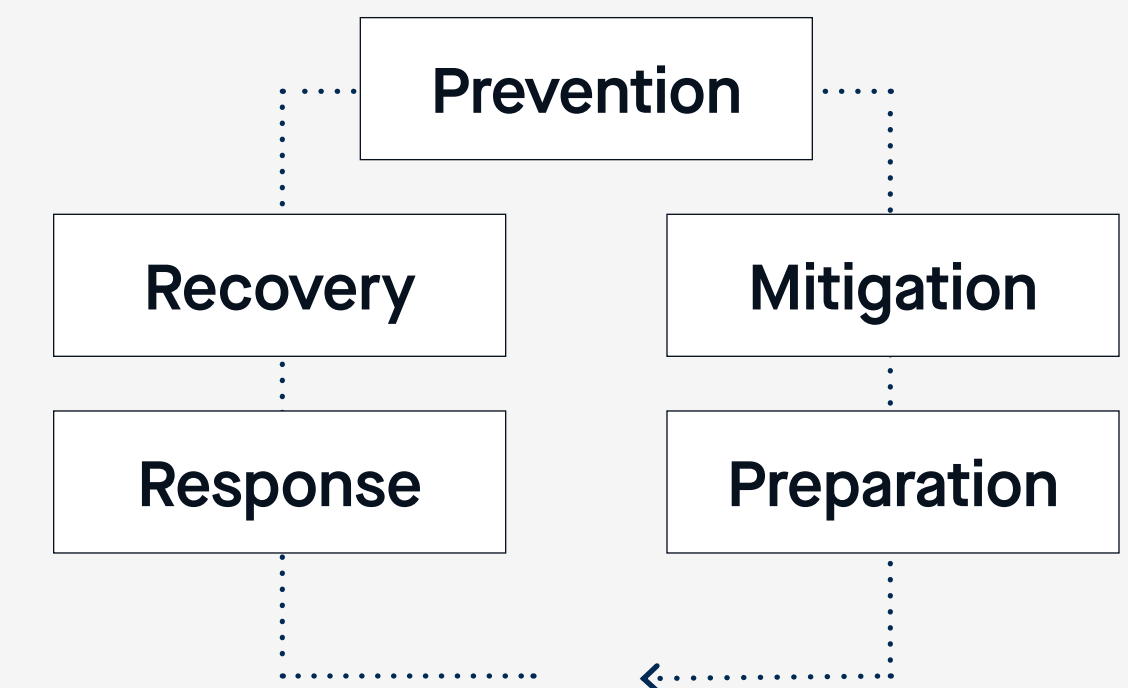 Prevention
Recovery
Mitigation
Response
Preparation